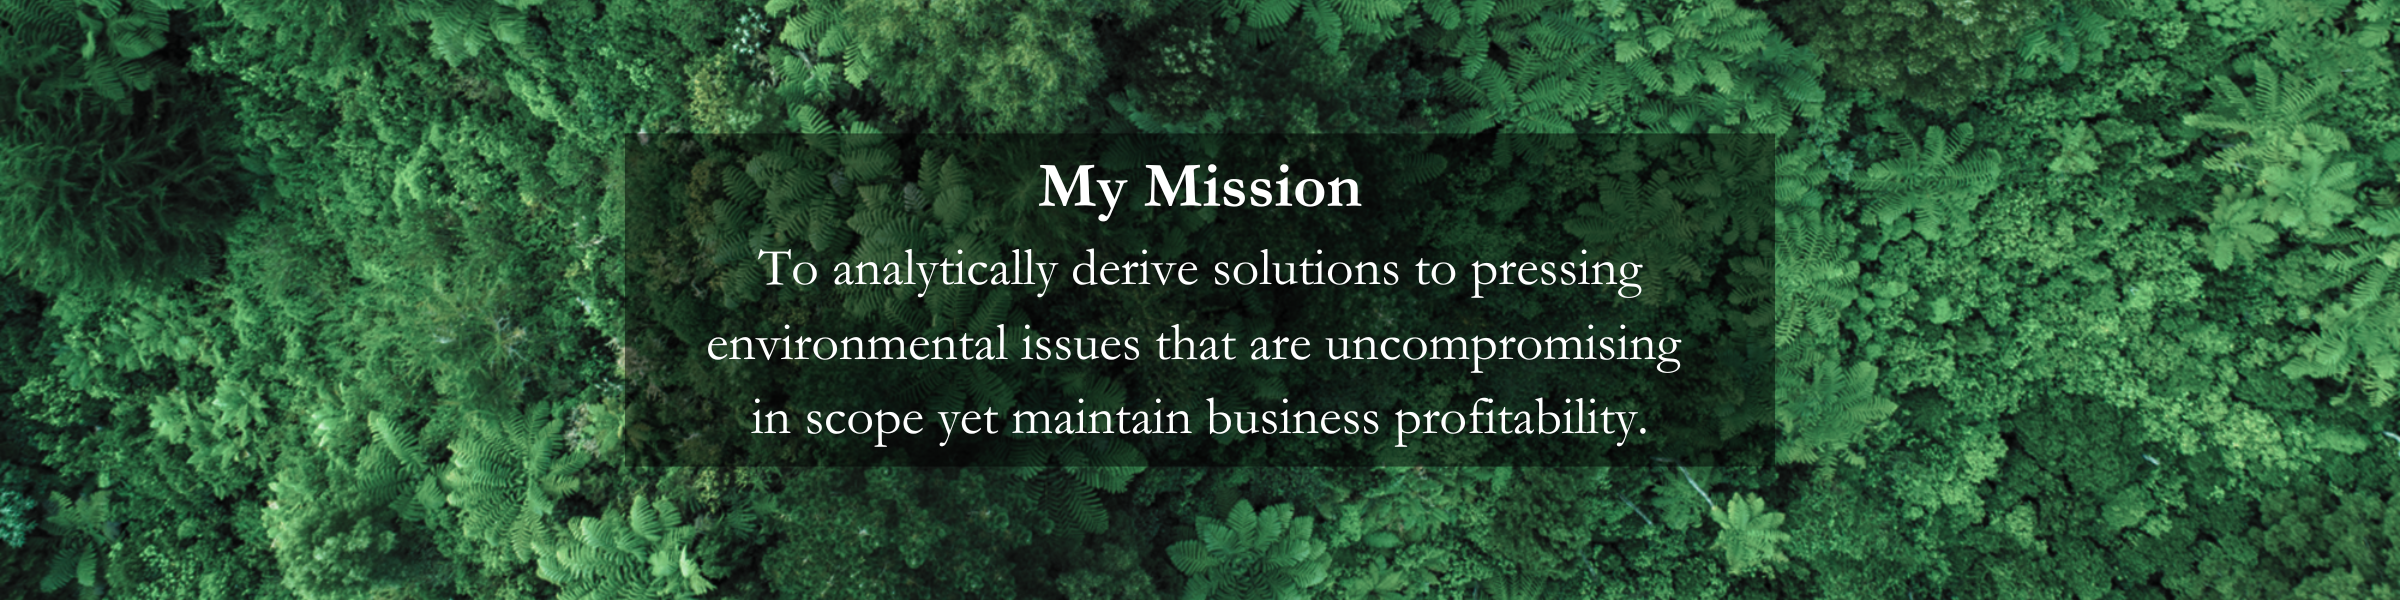 My Mission
To analytically derive solutions to pressing
environmental issues that are uncompromising
in scope yet maintain business profitability.